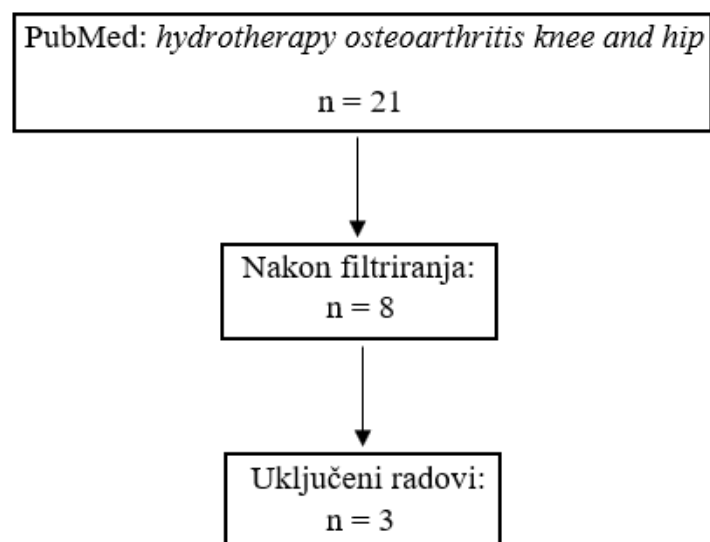 PubMed: hydrotherapy osteoarthritis knee and hip
n = 21
Nakon filtriranja:
n = 8
Uključeni radovi:
n = 3